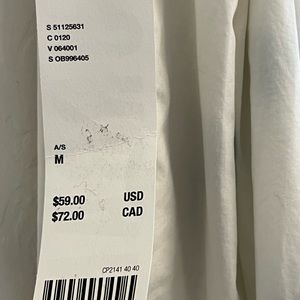 S 51125631
C 0120
V 064001
S OB996405
A/S
M
$59.00 USD
$72.00 CAD
CP2141 40 40